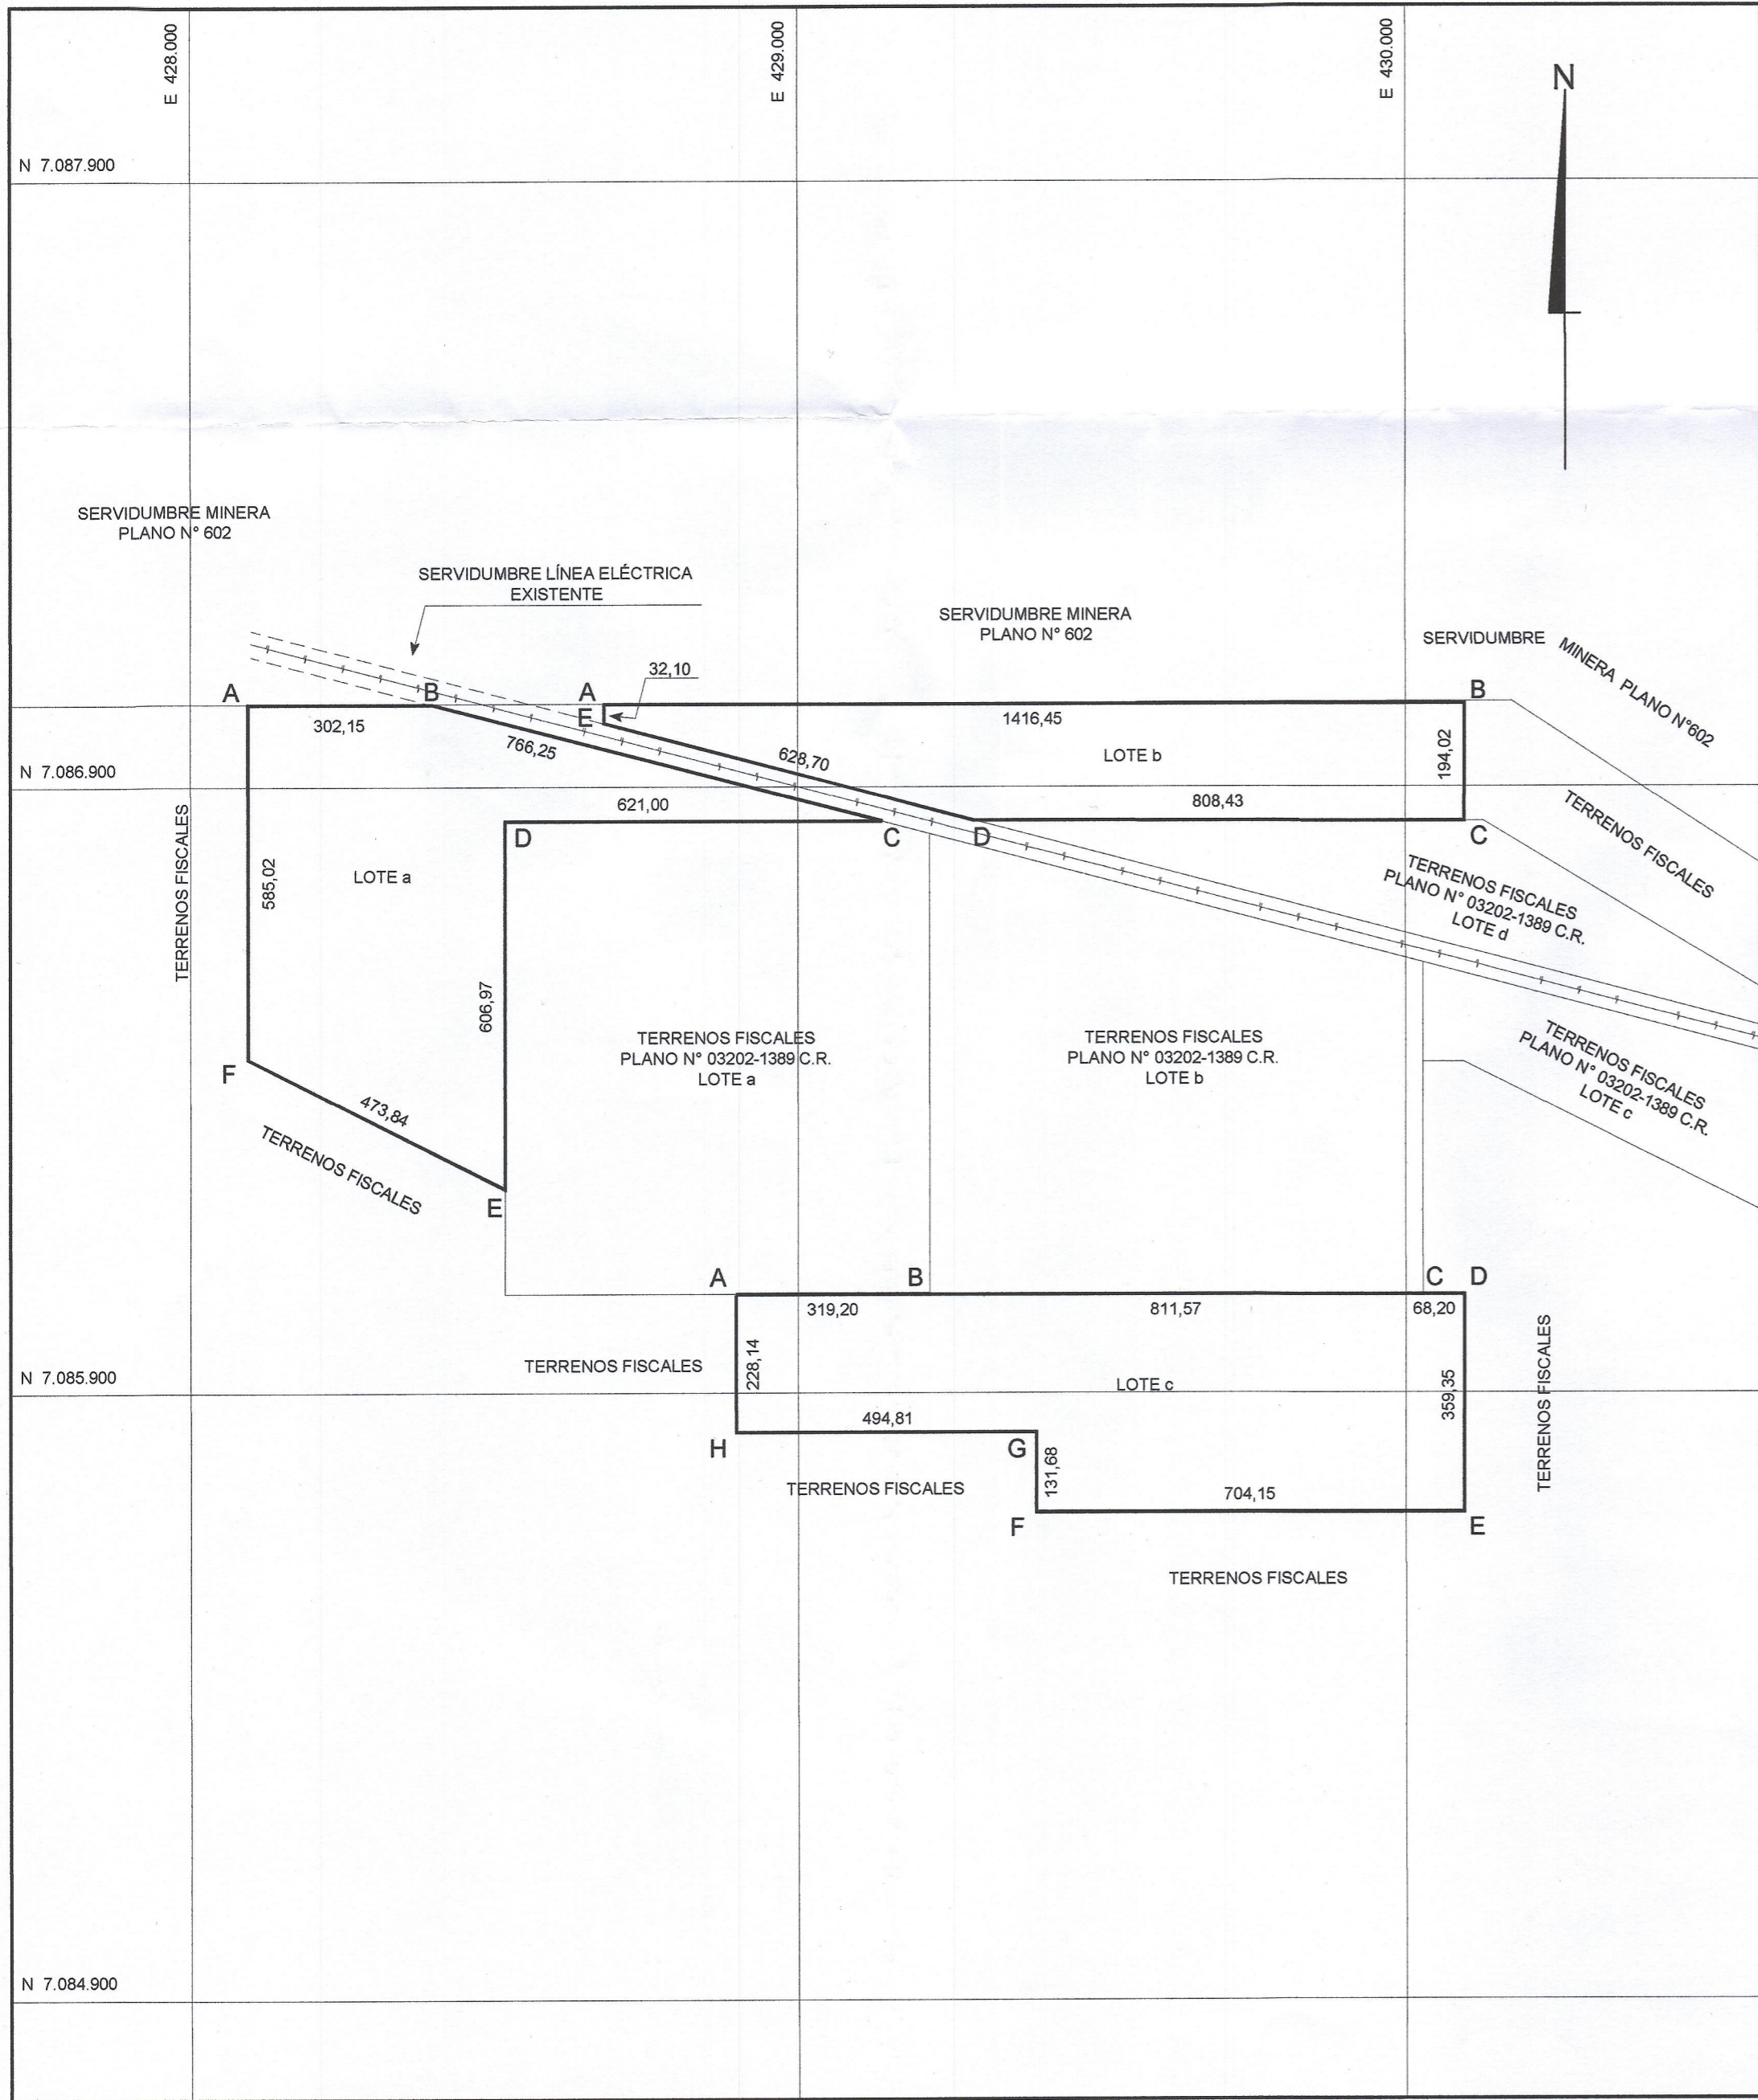 E 428.000
E 429.000
E 430.000
N
N 7.087.900
SERVIDUMBRE MINERA
PLANO N° 602
SERVIDUMBRE LÍNEA ELÉCTRICA
EXISTENTE
SERVIDUMBRE MINERA
PLANO N° 602
SERVIDUMBRE MINERA PLANO N°602
32,10
A
B
A
E
B
302,15
766,25
628,70
1416,45
LOTE b
194,02
N 7.086.900
621,00
808,43
D
C
D
C
TERRENOS FISCALES
TERRENOS FISCALES
585,02
LOTE a
TERRENOS FISCALES
PLANO N° 03202-1389 C.R.
LOTE d
606,97
TERRENOS FISCALES
PLANO N° 03202-1389 C.R.
LOTE a
TERRENOS FISCALES
PLANO N° 03202-1389 C.R.
LOTE b
TERRENOS FISCALES
PLANO N° 03202-1389 C.R.
LOTE c
F
473,84
TERRENOS FISCALES
E
A
B
C
D
319,20
811,57
68,20
TERRENOS FISCALES
228,14
LOTE c
359,35
TERRENOS FISCALES
N 7.085.900
494,81
H
G
131,68
TERRENOS FISCALES
704,15
F
E
TERRENOS FISCALES
N 7.084.900